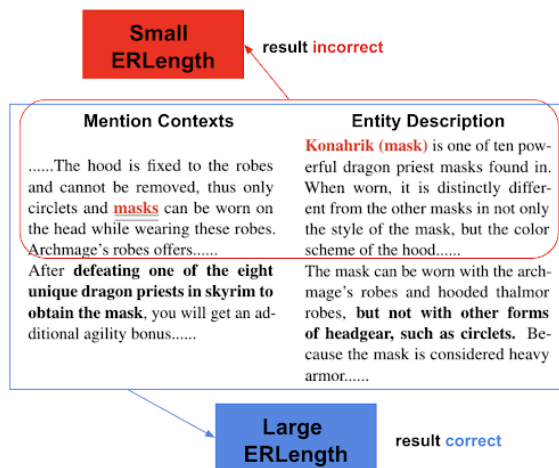 Small
ERLength
result incorrect
Mention Contexts
......The hood is fixed to the robes
and cannot be removed, thus only
circlets and masks can be worn on
the head while wearing these robes.
Archmage's robes offers......
After defeating one of the eight
unique dragon priests in skyrim to
obtain the mask, you will get an ad-
ditional agility bonus......
Entity Description
Konahrik (mask) is one of ten pow-
erful dragon priest masks found in.
When worn, it is distinctly differ-
ent from the other masks in not only
the style of the mask, but the color
scheme of the hood......
The mask can be worn with the arch-
mage's robes and hooded thalmor
robes, but not with other forms
of headgear, such as circlets. Be-
cause the mask is considered heavy
armor......
Large
ERLength
result correct